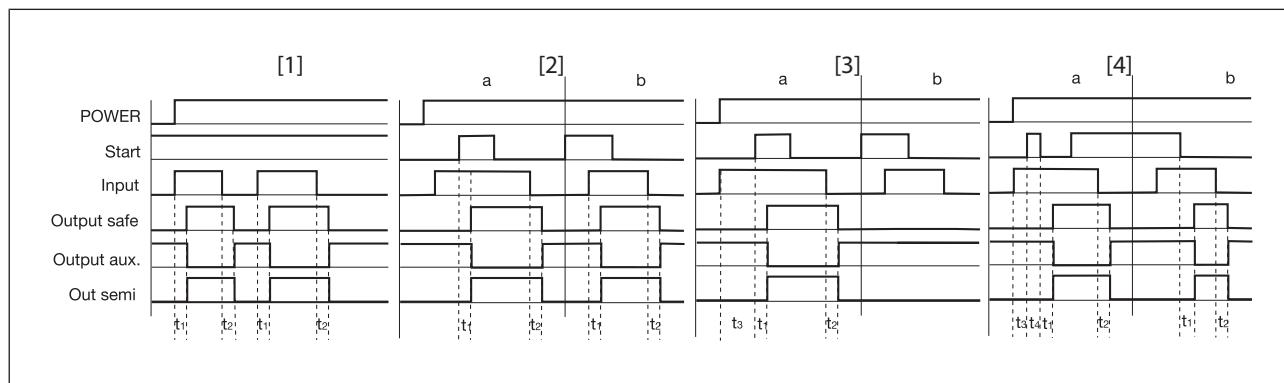 [1] [2] [3] [4]
a b a b a b
POWER
Start
Input
Output safe
Output aux.
Out semi
t1 t2 t1 t2 t1 t2 t1 t2 t3 t1 t2 t3 t4 t1 t2 t1 t2